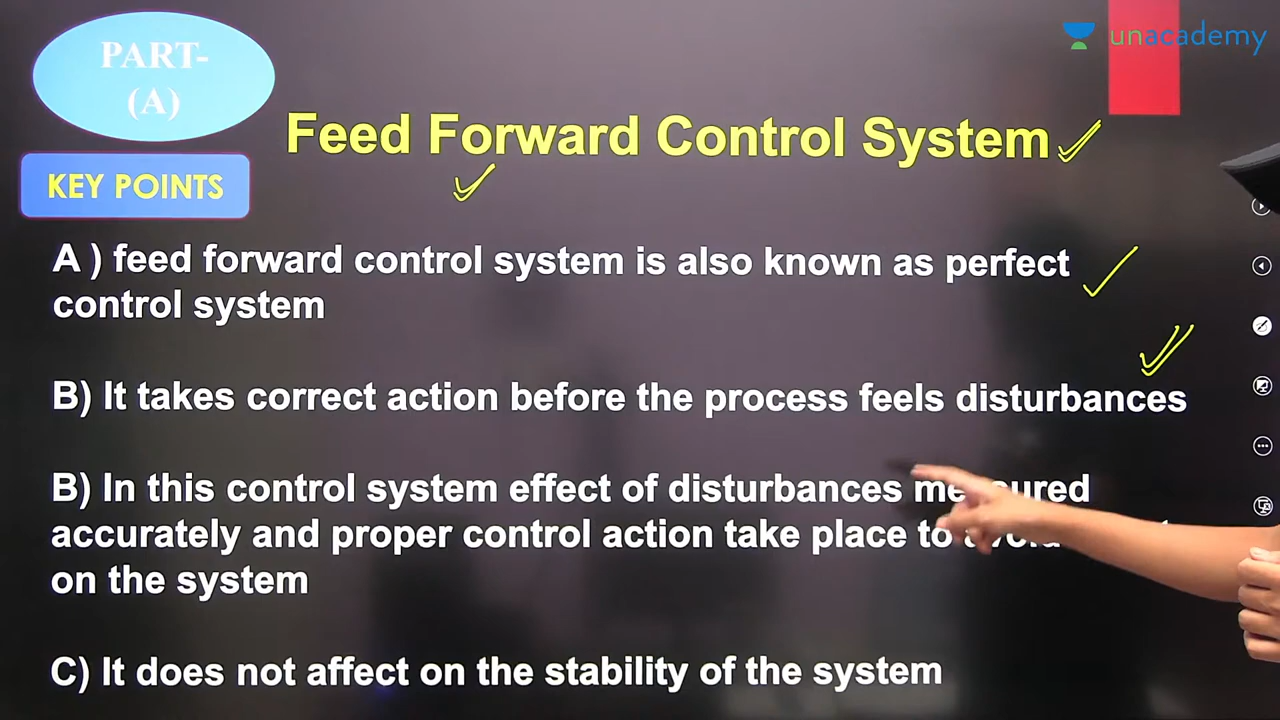 PART-
(A)
unacademy
Feed Forward Control System
KEY POINTS
A ) feed forward control system is also known as perfect
control system
B) It takes correct action before the process feels disturbances
B) In this control system effect of disturbances
accurately and proper control action take place to
on the system
C) It does not affect on the stability of the system